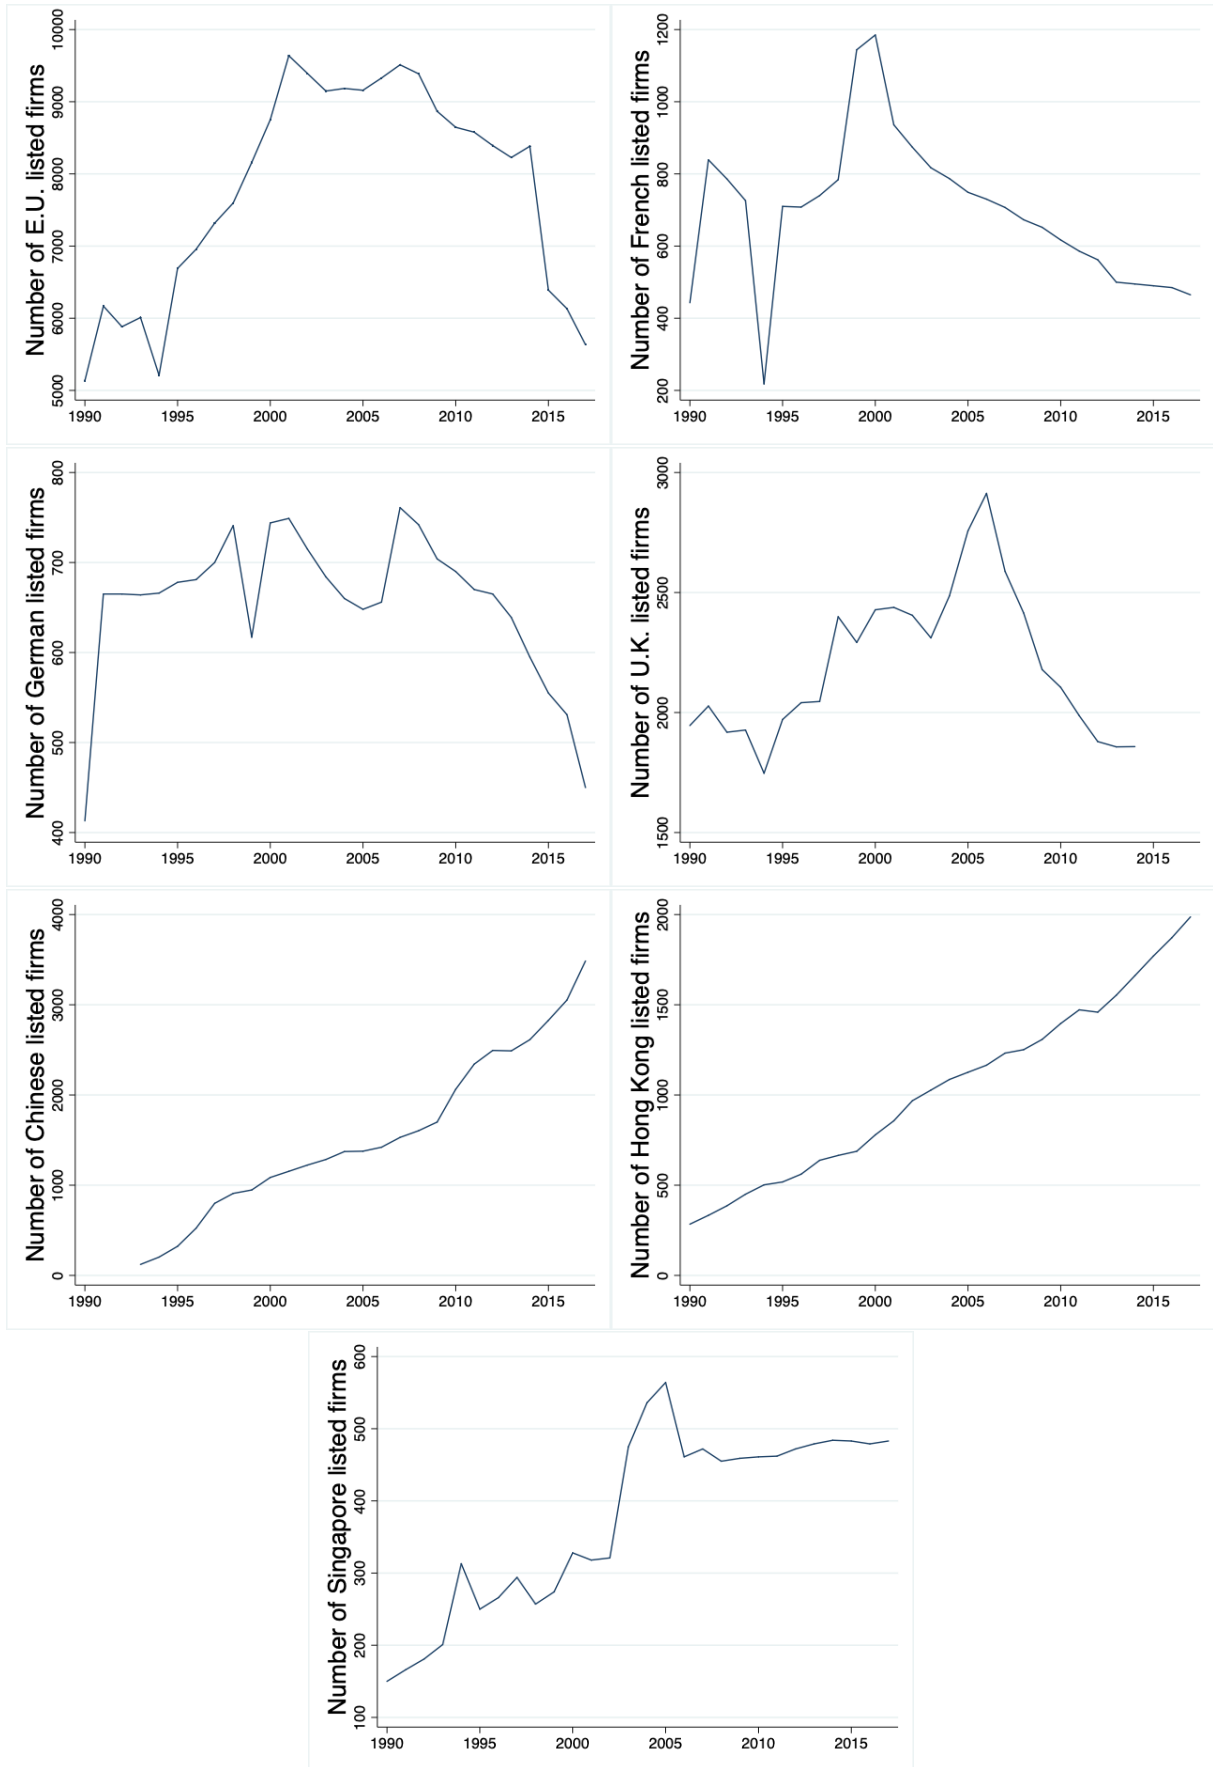 Number of E.U. listed firms
10000
9000
8000
7000
6000
5000
1990 1995 2000 2005 2010 2015
Number of French listed firms
1200
1000
800
600
400
200
1990 1995 2000 2005 2010 2015
Number of German listed firms
800
700
600
500
400
1990 1995 2000 2005 2010 2015
Number of U.K. listed firms
3000
2500
2000
1500
1990 1995 2000 2005 2010 2015
Number of Chinese listed firms
4000
3000
2000
1000
0
1990 1995 2000 2005 2010 2015
Number of Hong Kong listed firms
2000
1500
1000
500
0
1990 1995 2000 2005 2010 2015
Number of Singapore listed firms
600
500
400
300
200
100
1990 1995 2000 2005 2010 2015